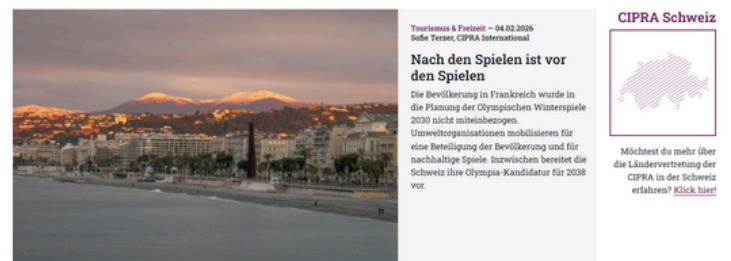 Tourismus & Freizeit — 04.02.2026
Sofie Terzer, CIPRA International
Nach den Spielen ist vor
den Spielen
Die Bevölkerung in Frankreich wurde in
die Planung der Olympischen Winterspiele
2030 nicht miteinbezogen.
Umweltorganisationen mobilisieren für
eine Beteiligung der Bevölkerung und für
nachhaltige Spiele. Inzwischen bereitet die
Schweiz ihre Olympia-Kandidatur für 2038
vor.
CIPRA Schweiz
Möchtest du mehr über
die Ländervertretung der
CIPRA in der Schweiz
erfahren? Klick hier!